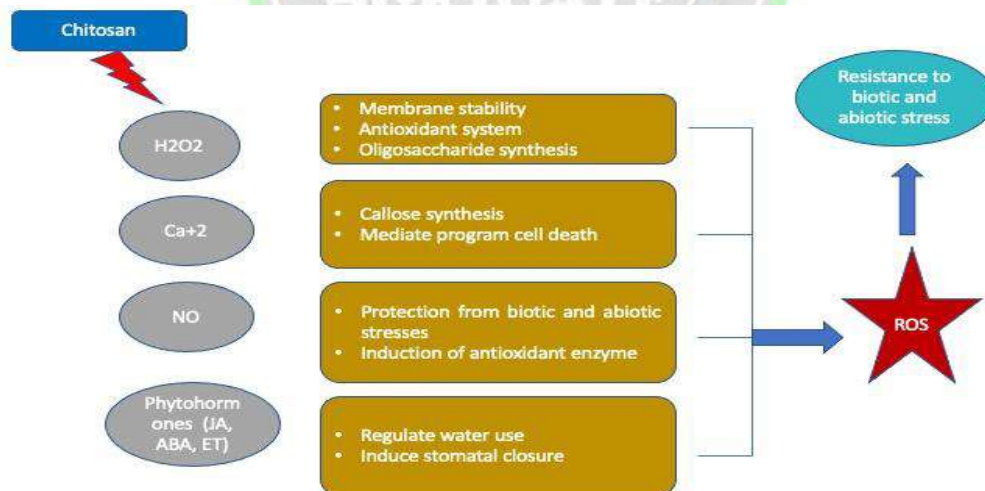 Chitosan
H2O2
Ca+2
NO
Phytohorm
ones (JA,
ABA, ET)
• Membrane stability
• Antioxidant system
• Oligosaccharide synthesis
• Callose synthesis
• Mediate program cell death
• Protection from biotic and abiotic
stresses
• Induction of antioxidant enzyme
• Regulate water use
• Induce stomatal closure
ROS
Resistance to
biotic and
abiotic stress